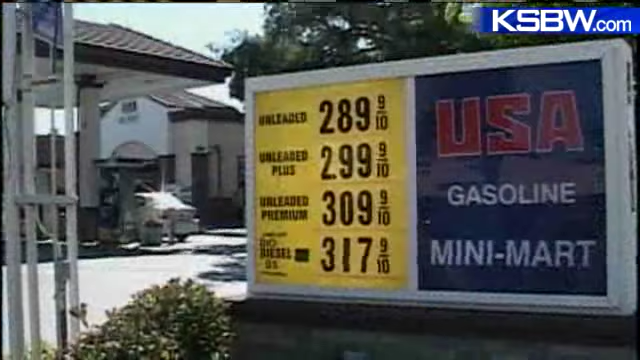 KSBW.com
UNLEADED 289 9/10
UNLEADED PLUS 299 9/10
UNLEADED PREMIUM 309 9/10
BIO DIESEL 317 9/10
USA
GASOLINE
MINI-MART